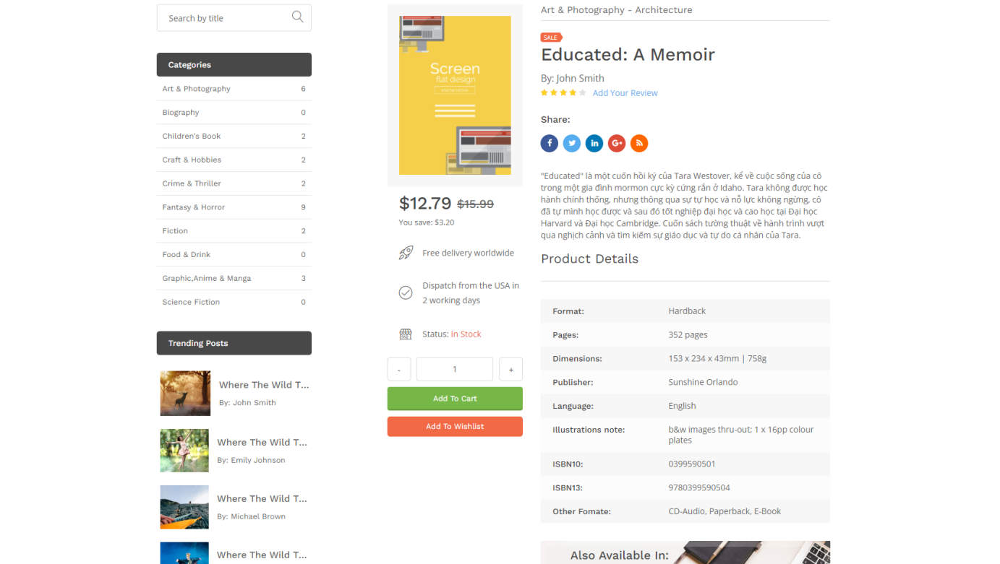 Search by title
Categories
Art & Photography 6
Biography 0
Children's Book 2
Craft & Hobbies 2
Crime & Thriller 2
Fantasy & Horror 9
Fiction 2
Food & Drink 0
Graphic,Anime & Manga 3
Science Fiction 0
Trending Posts
Where The Wild T...
By: John Smith
Where The Wild T...
By: Emily Johnson
Where The Wild T...
By: Michael Brown
Where The Wild T...
Screen
flat design
$12.79 $15.99
You save: $3.20
Free delivery worldwide
Dispatch from the USA in
2 working days
Status: In Stock
- 1 +
Add To Cart
Add To Wishlist
Art & Photography - Architecture
SALE
Educated: A Memoir
By: John Smith
Add Your Review
Share:
"Educated" là một cuốn hồi ký của Tara Westover, kể về cuộc sống của cô
trong một gia đình mormon cực kỳ cứng rắn ở Idaho. Tara không được học
hành chính thống, nhưng thông qua sự tự học và nỗ lực không ngừng, cô
đã tự mình học được và sau đó tốt nghiệp đại học và cao học tại Đại học
Harvard và Đại học Cambridge. Cuốn sách tường thuật về hành trình vượt
qua nghịch cảnh và tìm kiếm sự giáo dục và tự do cá nhân của Tara.
Product Details
Format: Hardback
Pages: 352 pages
Dimensions: 153 x 234 x 43mm | 758g
Publisher: Sunshine Orlando
Language: English
Illustrations note: b&w images thru-out; 1 x 16pp colour
plates
ISBN10: 0399590501
ISBN13: 9780399590504
Other Fomate: CD-Audio, Paperback, E-Book
Also Available In: